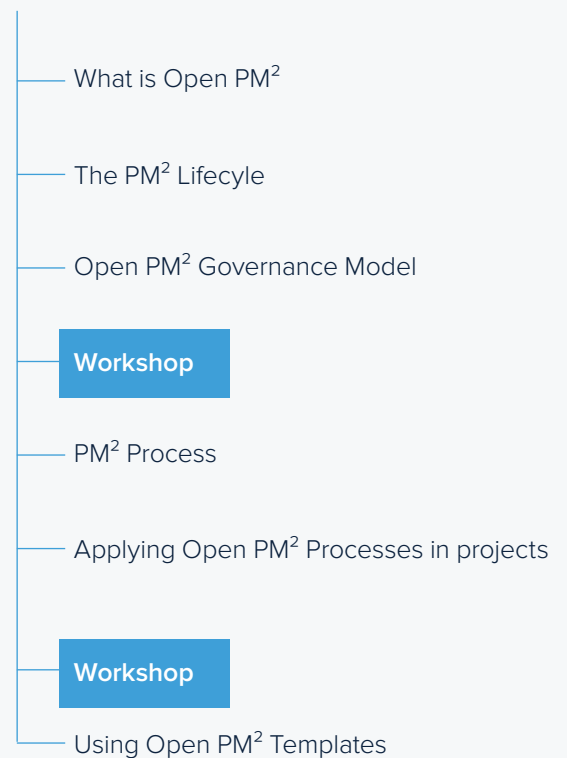 What is Open PM²
The PM² Lifecyle
Open PM² Governance Model
Workshop
PM² Process
Applying Open PM² Processes in projects
Workshop
Using Open PM² Templates